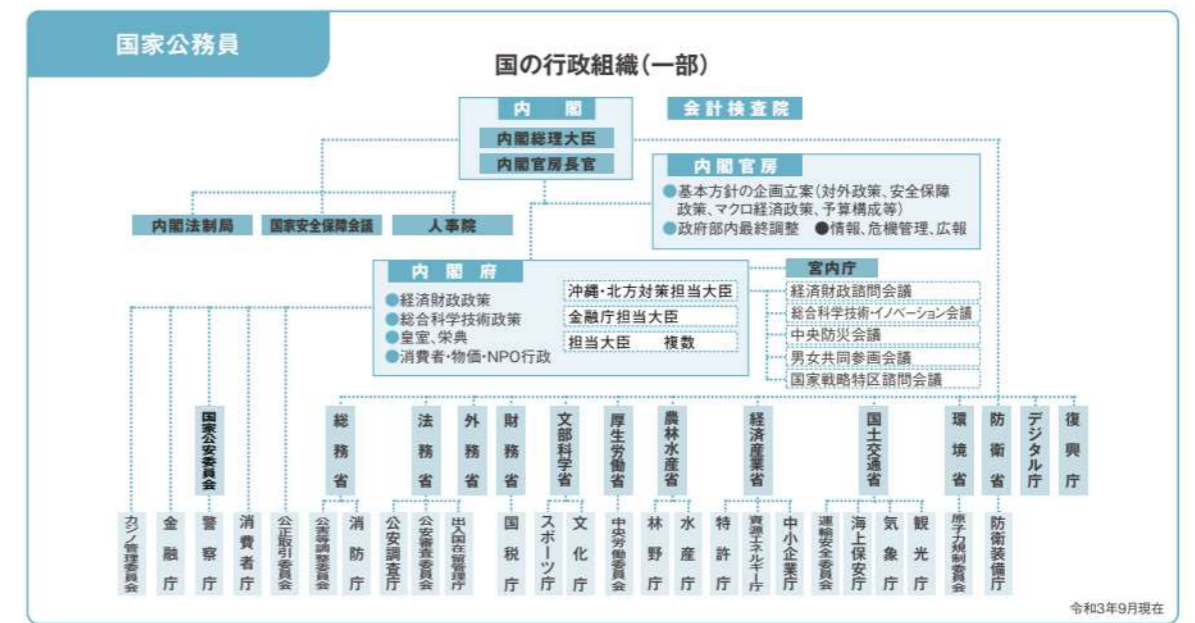 国家公務員
国の行政組織(一部)
内閣
会計検査院
内閣総理大臣
内閣官房長官
内閣官房
●基本方針の企画立案(対外政策、安全保障
政策、マクロ経済政策、予算構成等)
●政府部内最終調整 ●情報、危機管理、広報
内閣法制局
国家安全保障会議
人事院
内閣府
●経済財政政策
●総合科学技術政策
●皇室、栄典
●消費者・物価・NPO行政
沖縄・北方対策担当大臣
金融庁担当大臣
担当大臣 複数
宮内庁
経済財政諮問会議
総合科学技術・イノベーション会議
中央防災会議
男女共同参画会議
国家戦略特区諮問会議
国家公安委員会
総務省
法務省
外務省
財務省
文部科学省
厚生労働省
農林水産省
経済産業省
国土交通省
環境省
防衛省
デジタル庁
復興庁
カジノ管理委員会
金融庁
警察庁
消費者庁
公正取引委員会
公害等調整委員会
消防庁
公安調査庁
公安審査委員会
出入国在留管理庁
国税庁
スポーツ庁
文化庁
中央労働委員会
林野庁
水産庁
特許庁
資源エネルギー庁
中小企業庁
運輸安全委員会
海上保安庁
気象庁
観光庁
原子力規制委員会
防衛装備庁
令和3年9月現在